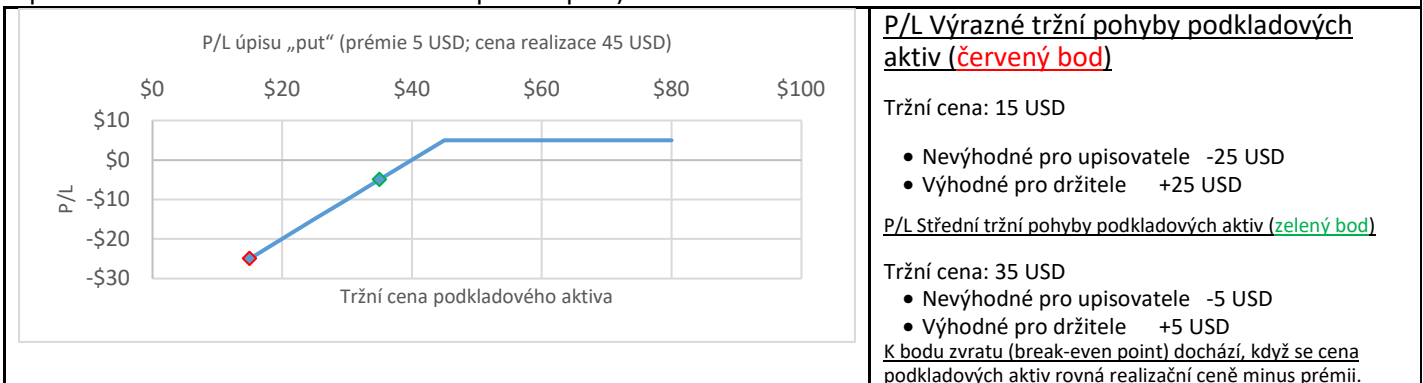 P/L úpisu „put“ (prémie 5 USD; cena realizace 45 USD)
$0 $20 $40 $60 $80 $100
$10
$0
-$10
-$20
-$30
P/L
Tržní cena podkladového aktiva
P/L Výrazné tržní pohyby podkladových
aktiv (červený bod)
Tržní cena: 15 USD
• Nevýhodné pro upisovatele -25 USD
• Výhodné pro držitele +25 USD
P/L Střední tržní pohyby podkladových aktiv (zelený bod)
Tržní cena: 35 USD
• Nevýhodné pro upisovatele -5 USD
• Výhodné pro držitele +5 USD
K bodu zvratu (break-even point) dochází, když se cena
podkladových aktiv rovná realizační ceně minus prémii.